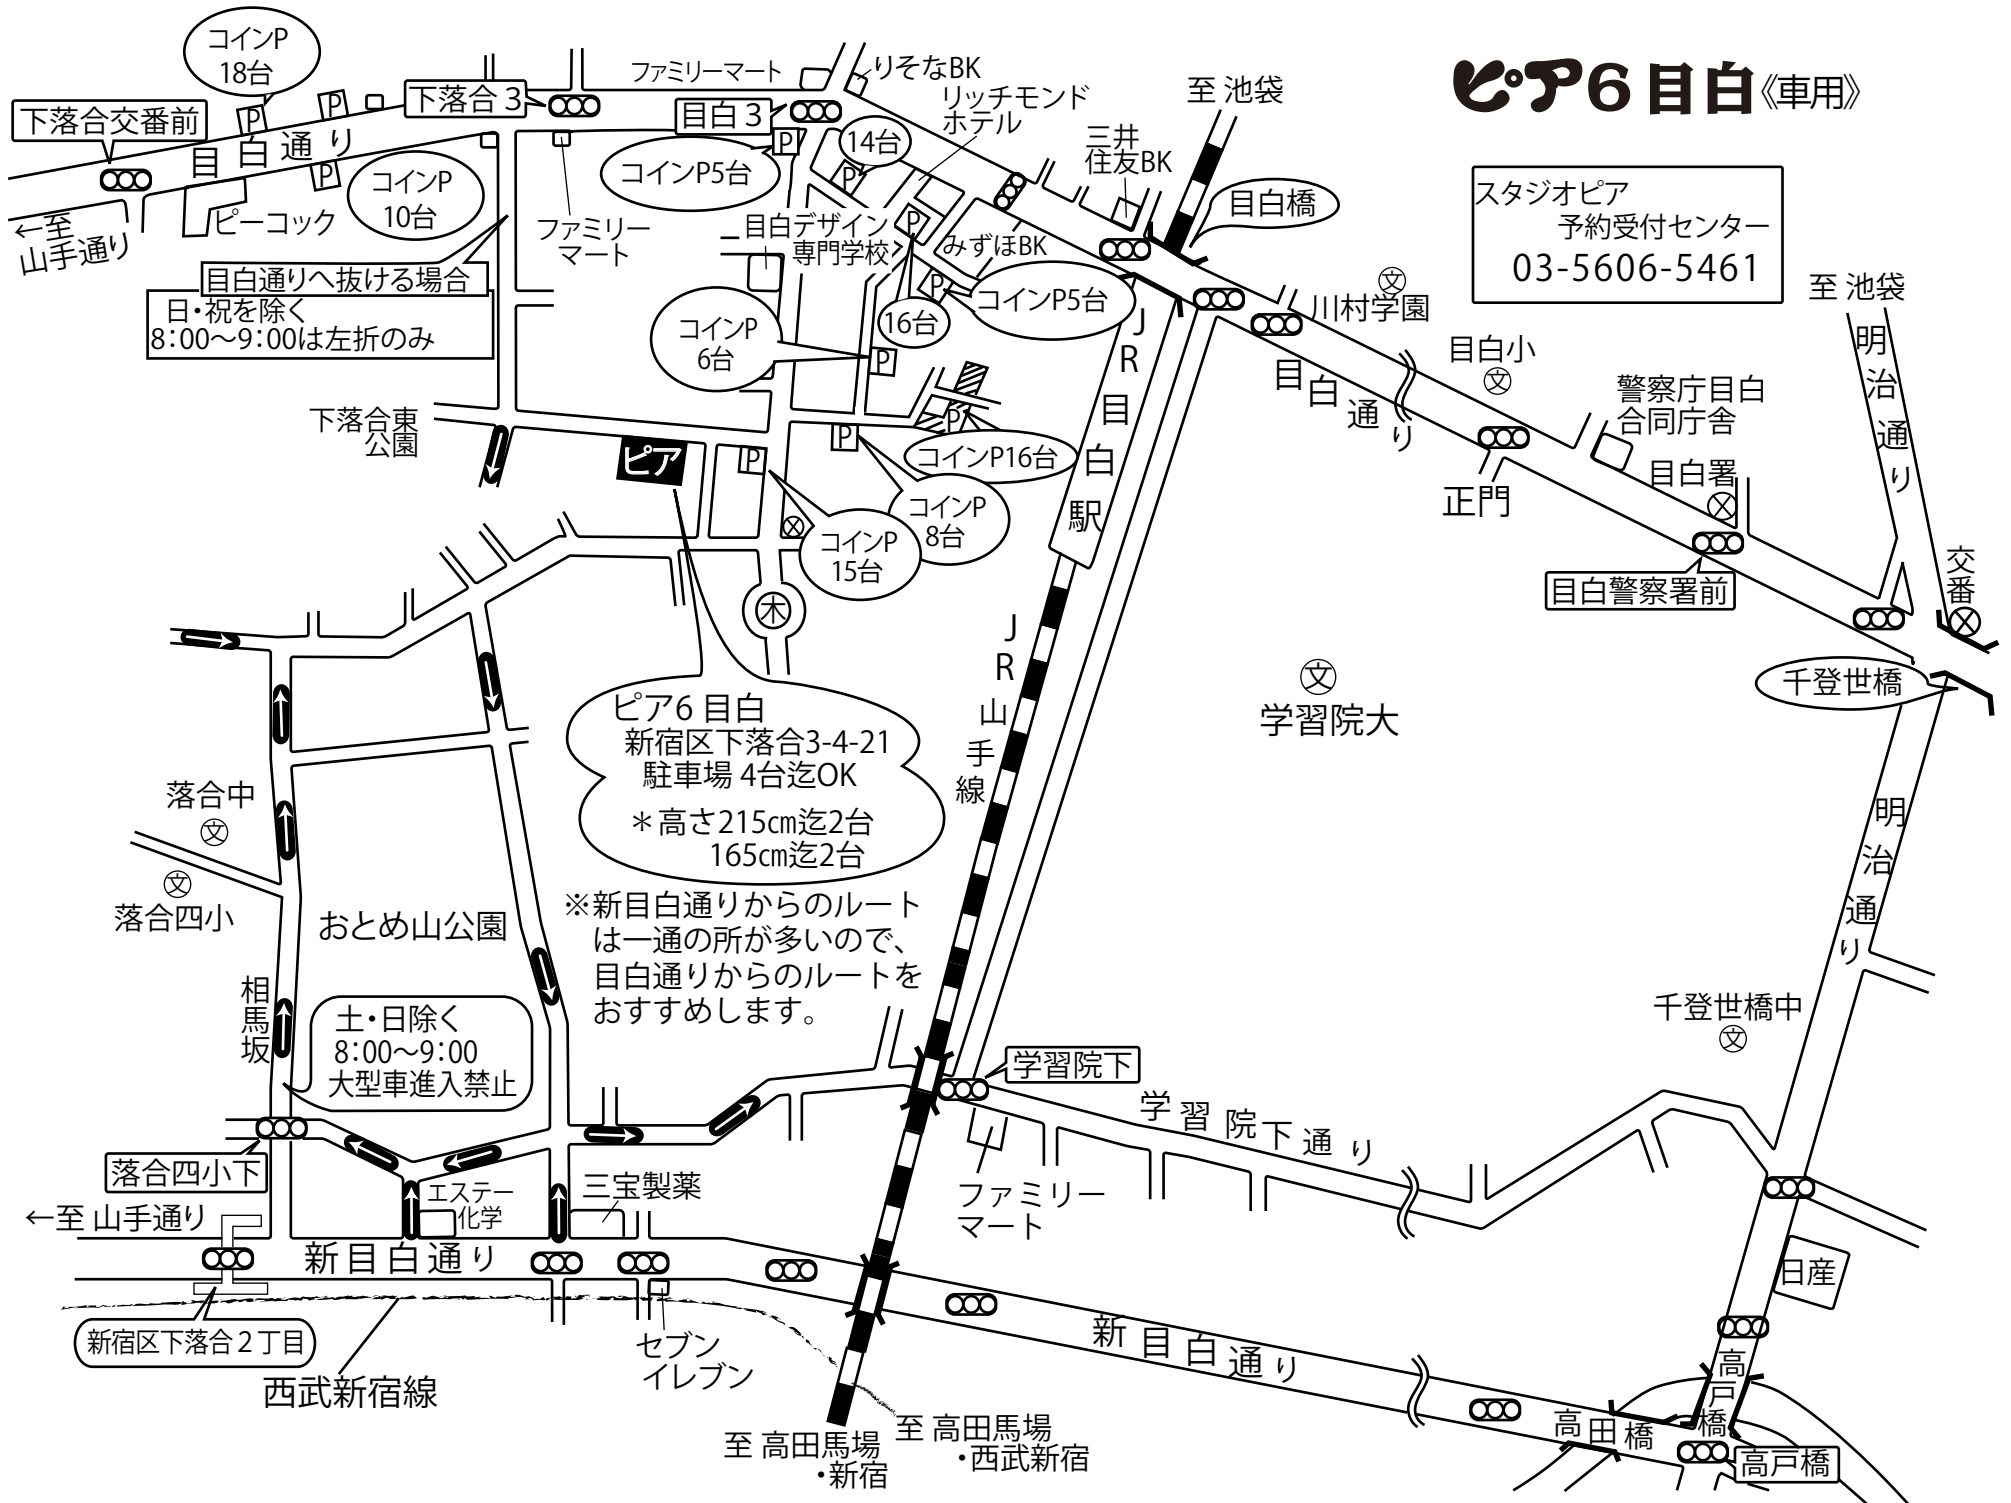 ピア6 目白《車用》
スタジオピア
予約受付センター
03-5606-5461
コインP
18台
下落合交番前
P
P
目白通り
下落合3
ファミリーマート
目白3
りそなBK
リッチモンド
ホテル
至 池袋
三井
住友BK
目白橋
P
コインP
10台
ピーコック
←至
山手通り
ファミリー
マート
コインP5台
P
14台
P
目白デザイン
専門学校
P
みずほBK
P
コインP5台
16台
目白通りへ抜ける場合
日・祝を除く
8:00〜9:00は左折のみ
コインP
6台
P
文
川村学園
至 池袋
明治通り
目白通り
目白小
文
警察庁目白
合同庁舎
目白署
正門
目白警察署前
交番
千登世橋
下落合東
公園
ピア
P
P
P
コインP16台
コインP
8台
コインP
15台
木
JR目白駅
JR山手線
文
学習院大
ピア6 目白
新宿区下落合3-4-21
駐車場 4台迄OK
＊高さ215㎝迄2台
165㎝迄2台
※新目白通りからのルート
は一通の所が多いので、
目白通りからのルートを
おすすめします。
落合中
文
文
落合四小
おとめ山公園
相馬坂
土・日除く
8:00〜9:00
大型車進入禁止
明治通り
千登世橋中
文
学習院下
学習院下通り
ファミリー
マート
落合四小下
エステー
化学
三宝製薬
←至 山手通り
新目白通り
新宿区下落合2丁目
西武新宿線
セブン
イレブン
新目白通り
日産
高戸橋
高田橋
高戸橋
至 高田馬場
・新宿
至 高田馬場
・西武新宿